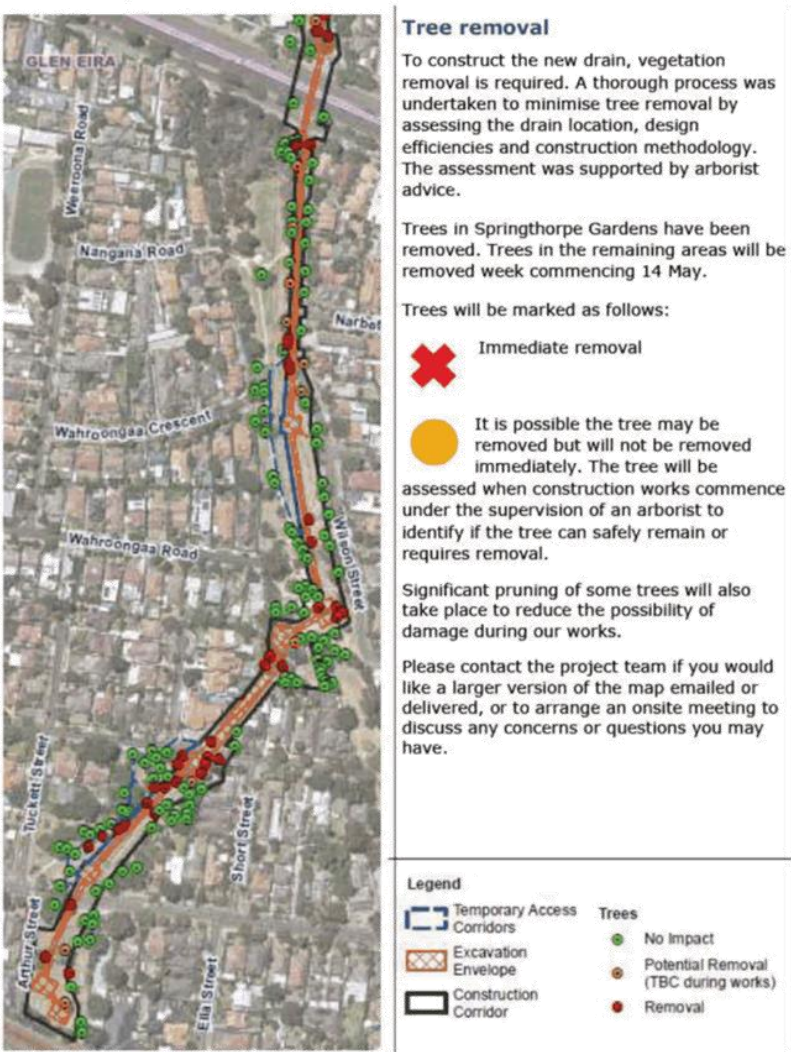 GLEN EIRA
Weeroona Road
Nangana Road
Wahroongaa Crescent
Wahroongaa Road
Wilson Street
Tuckett Street
Short Street
Arthur Street
Ella Street
Tree removal
To construct the new drain, vegetation
removal is required. A thorough process was
undertaken to minimise tree removal by
assessing the drain location, design
efficiencies and construction methodology.
The assessment was supported by arborist
advice.
Trees in Springthorpe Gardens have been
removed. Trees in the remaining areas will be
removed week commencing 14 May.
Trees will be marked as follows:
Immediate removal
It is possible the tree may be
removed but will not be removed
immediately. The tree will be
assessed when construction works commence
under the supervision of an arborist to
identify if the tree can safely remain or
requires removal.
Significant pruning of some trees will also
take place to reduce the possibility of
damage during our works.
Please contact the project team if you would
like a larger version of the map emailed or
delivered, or to arrange an onsite meeting to
discuss any concerns or questions you may
have.
Legend
Temporary Access
Corridors
Excavation
Envelope
Construction
Corridor
Trees
No Impact
Potential Removal
(TBC during works)
Removal